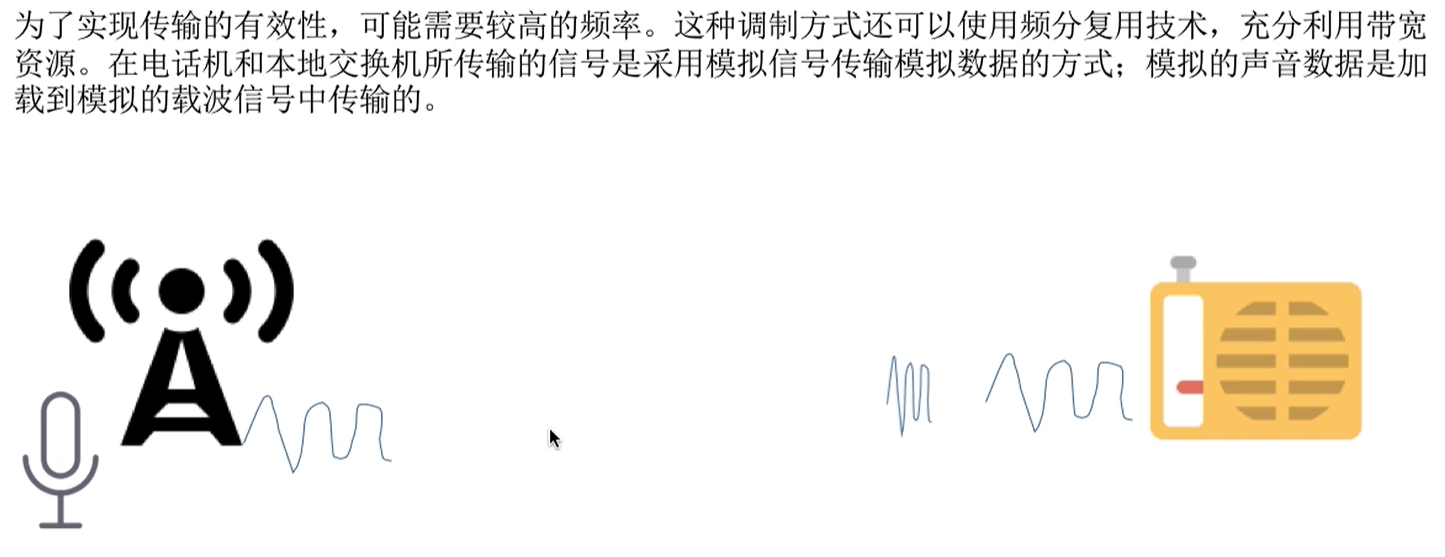 为了实现传输的有效性，可能需要较高的频率。这种调制方式还可以使用频分复用技术，充分利用带宽
资源。在电话机和本地交换机所传输的信号是采用模拟信号传输模拟数据的方式；模拟的声音数据是加
载到模拟的载波信号中传输的。